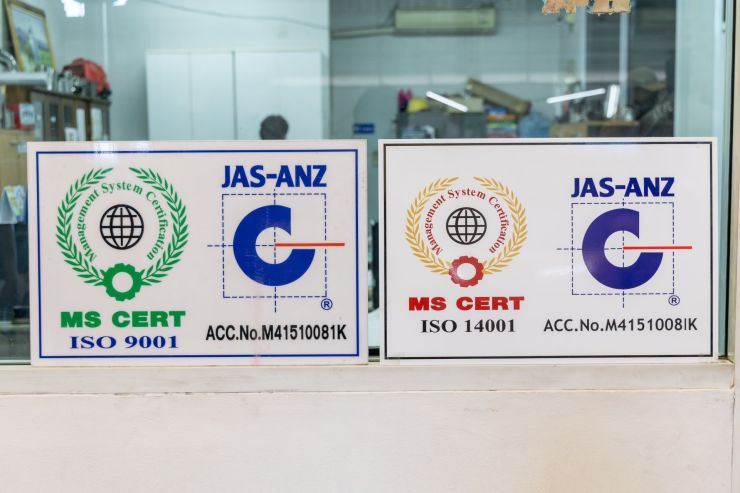 Management System Certification
MS CERT
ISO 9001
JAS-ANZ
®
ACC.No.M41510081K
Management System Certification
MS CERT
ISO 14001
JAS-ANZ
®
ACC.No.M4151008IK